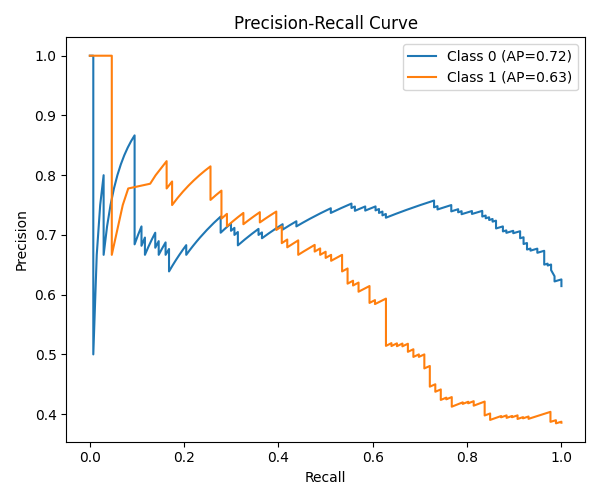 Precision-Recall Curve
Class 0 (AP=0.72)
Class 1 (AP=0.63)
Precision
1.0
0.9
0.8
0.7
0.6
0.5
0.4
0.0 0.2 0.4 0.6 0.8 1.0
Recall